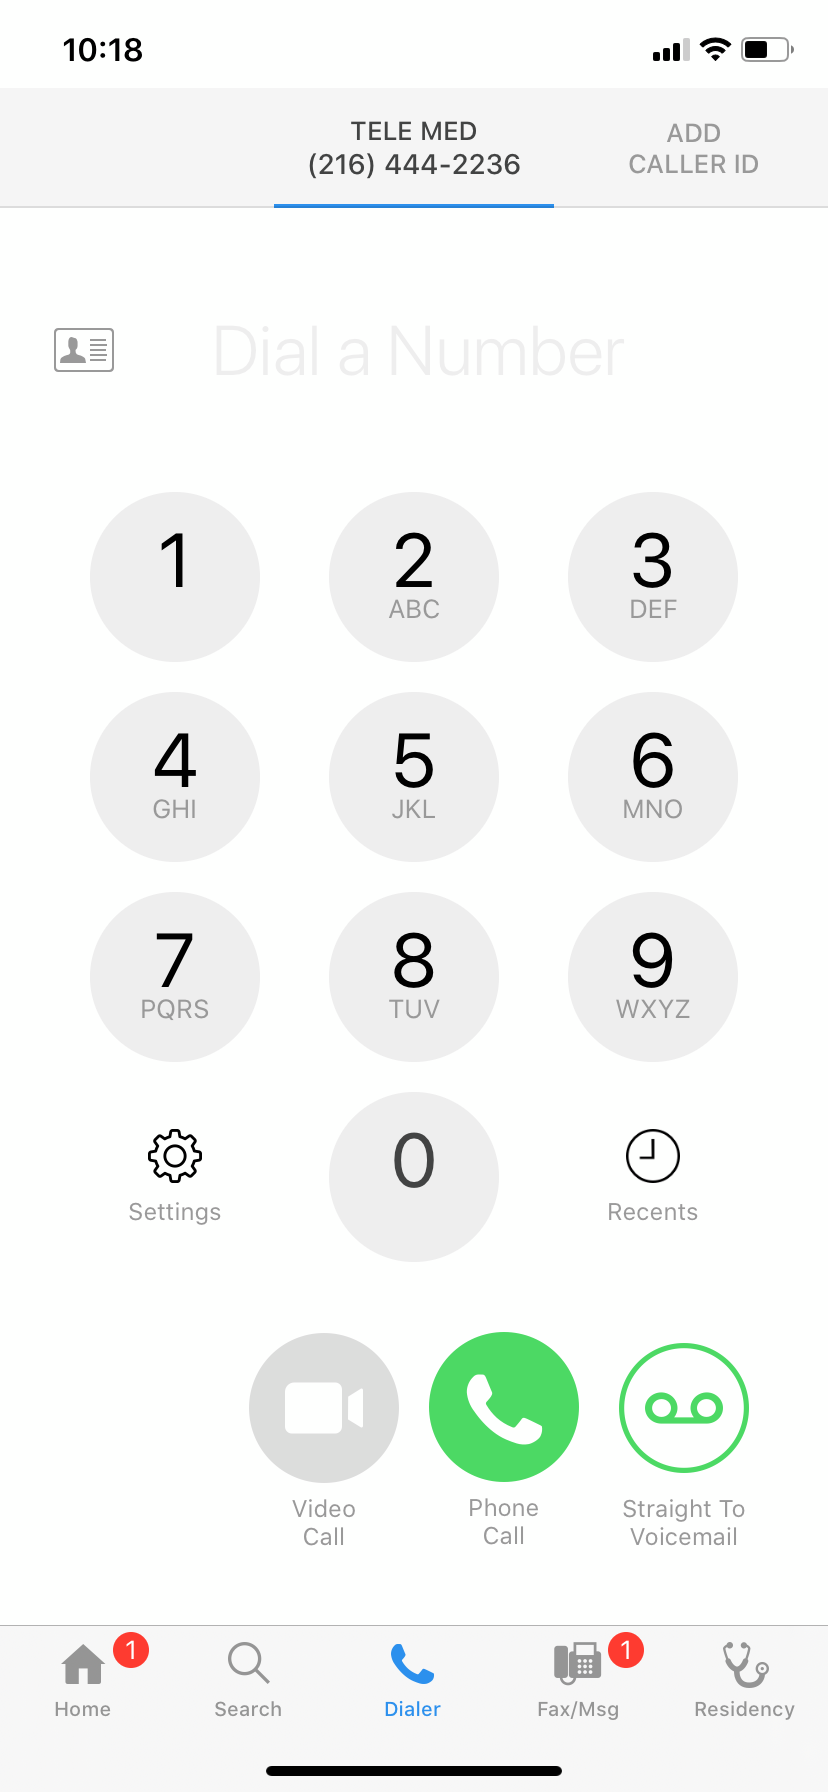 10:18
TELE MED
(216) 444-2236
ADD
CALLER ID
Dial a Number
1
2
ABC
3
DEF
4
GHI
5
JKL
6
MNO
7
PQRS
8
TUV
9
WXYZ
Settings
0
Recents
Video
Call
Phone
Call
Straight To
Voicemail
1
Home
Search
Dialer
1
Fax/Msg
Residency